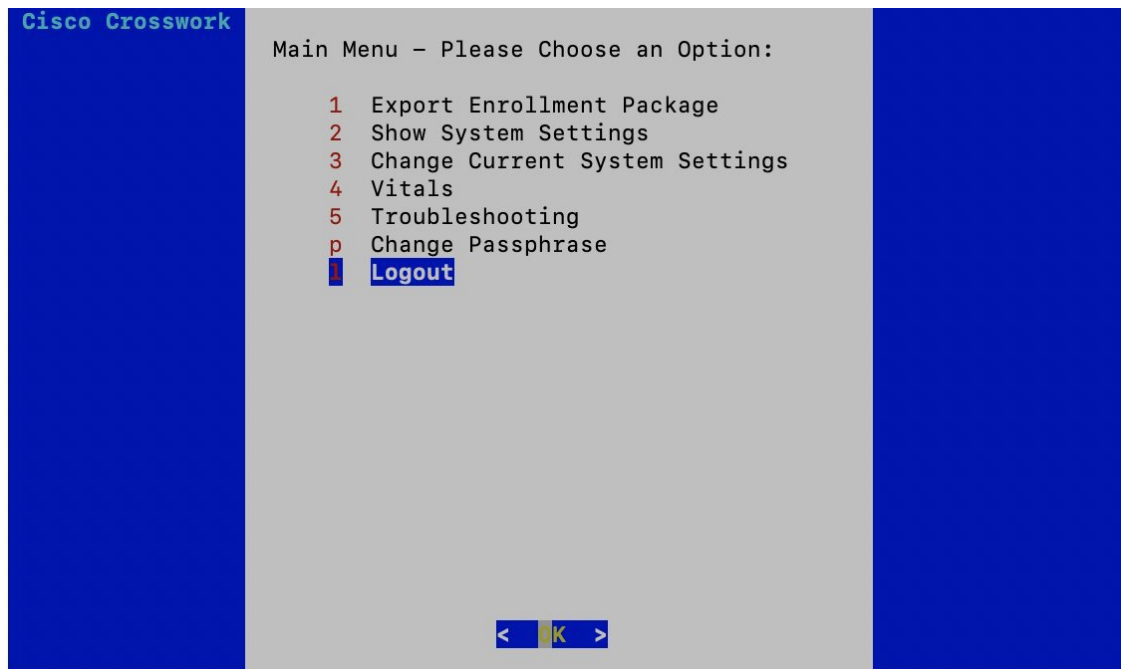 Cisco Crosswork
Main Menu – Please Choose an Option:
1 Export Enrollment Package
2 Show System Settings
3 Change Current System Settings
4 Vitals
5 Troubleshooting
p Change Passphrase
l Logout
< OK >